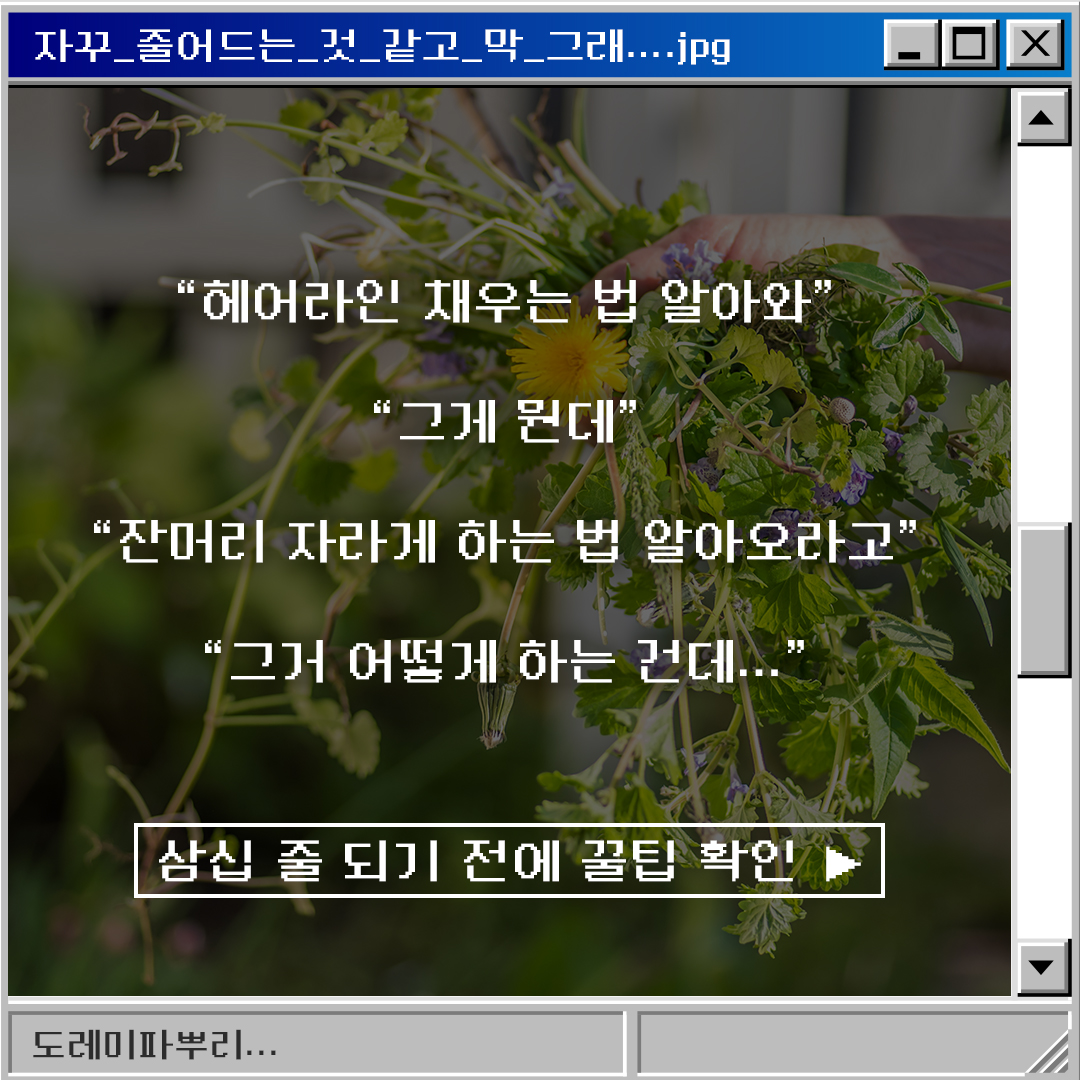 자꾸_줄어드는_것_같고_막_그래....jpg
“헤어라인 채우는 법 알아와”
“그게 뭔데”
“잔머리 자라게 하는 법 알아오라고”
“그거 어떻게 하는 건데...”
삼십 줄 되기 전에 꿀팁 확인 ▶
도레미파뿌리...